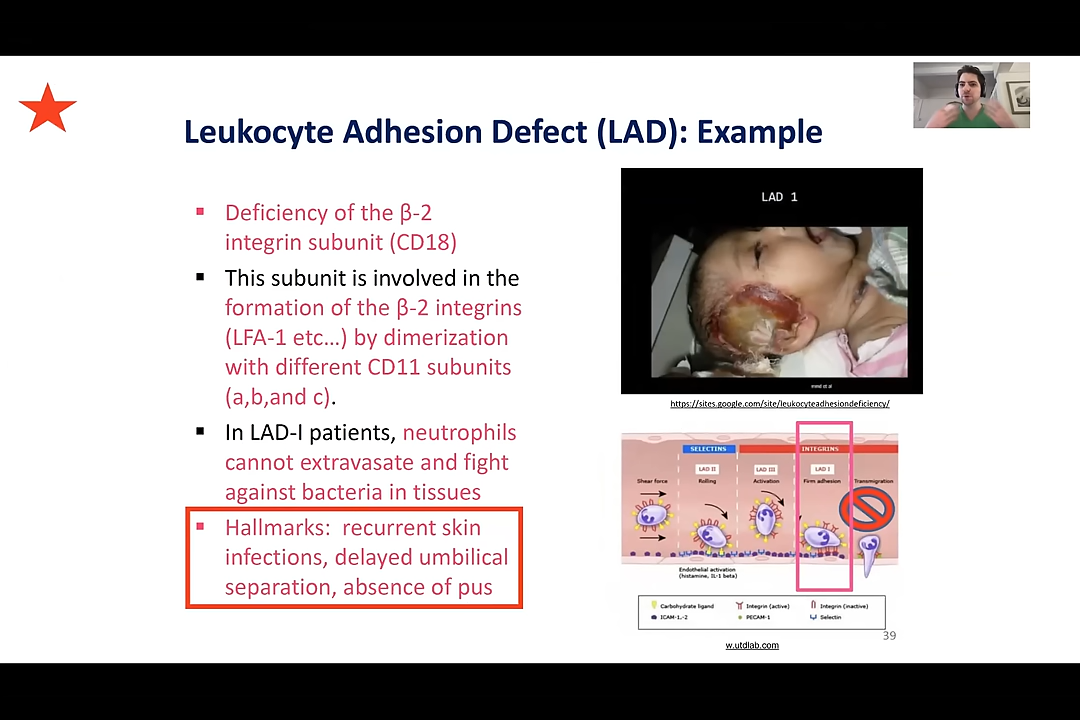 Leukocyte Adhesion Defect (LAD): Example
▪ Deficiency of the β-2
integrin subunit (CD18)
▪ This subunit is involved in the
formation of the β-2 integrins
(LFA-1 etc…) by dimerization
with different CD11 subunits
(a,b,and c).
▪ In LAD-I patients, neutrophils
cannot extravasate and fight
against bacteria in tissues
▪ Hallmarks:  recurrent skin
infections, delayed umbilical
separation, absence of pus
LAD 1
mmd et al
https://sites.google.com/site/leukocyteadhesiondeficiency/
SELECTINS
INTEGRINS
LAD II
LAD III
LAD I
Shear force
Rolling
Activation
Firm adhesion
Transmigration
Endothelial activation
(histamine, IL-1 beta)
Carbohydrate ligand
Integrin (active)
Integrin (inactive)
ICAM-1,-2
PECAM-1
Selectin
39
w.utdlab.com